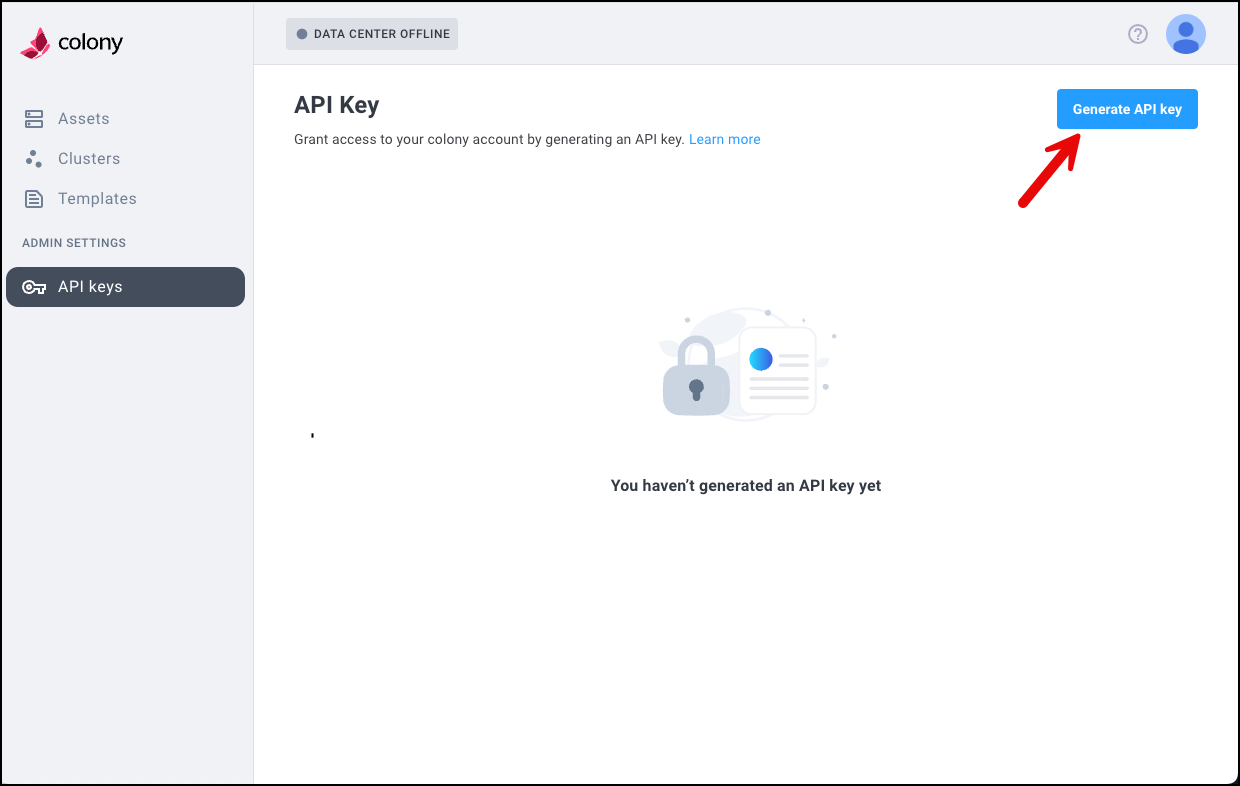 colony
DATA CENTER OFFLINE
Assets
Clusters
Templates
ADMIN SETTINGS
API keys
API Key
Generate API key
Grant access to your colony account by generating an API key. Learn more
You haven’t generated an API key yet